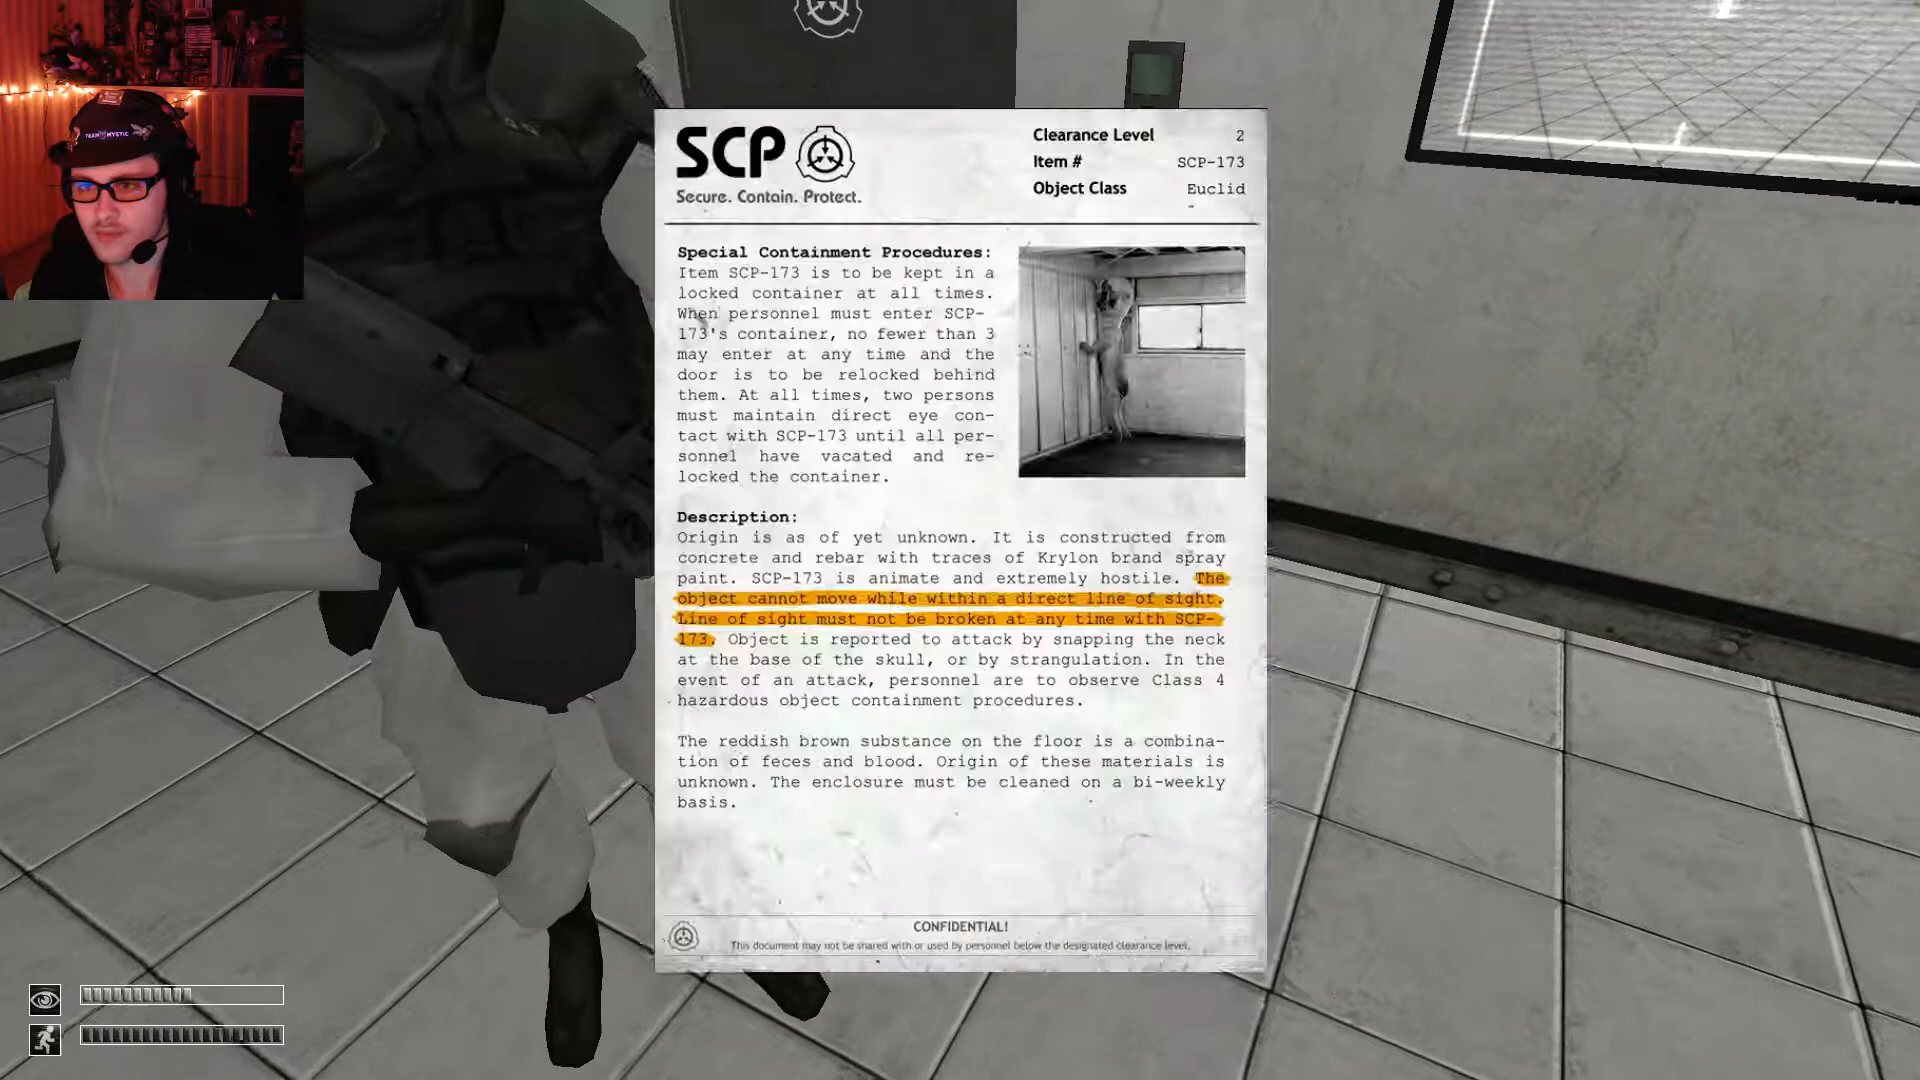 TEAM MYSTIC
SCP
Secure. Contain. Protect.
Clearance Level 2
Item # SCP-173
Object Class Euclid
Special Containment Procedures:
Item SCP-173 is to be kept in a
locked container at all times.
When personnel must enter SCP-
173's container, no fewer than 3
may enter at any time and the
door is to be relocked behind
them. At all times, two persons
must maintain direct eye con-
tact with SCP-173 until all per-
sonnel have vacated and re-
locked the container.
Description:
Origin is as of yet unknown. It is constructed from
concrete and rebar with traces of Krylon brand spray
paint. SCP-173 is animate and extremely hostile. The
object cannot move while within a direct line of sight.
Line of sight must not be broken at any time with SCP-
173. Object is reported to attack by snapping the neck
at the base of the skull, or by strangulation. In the
event of an attack, personnel are to observe Class 4
hazardous object containment procedures.
The reddish brown substance on the floor is a combina-
tion of feces and blood. Origin of these materials is
unknown. The enclosure must be cleaned on a bi-weekly
basis.
CONFIDENTIAL!
This document may not be shared with or used by personnel below the designated clearance level.